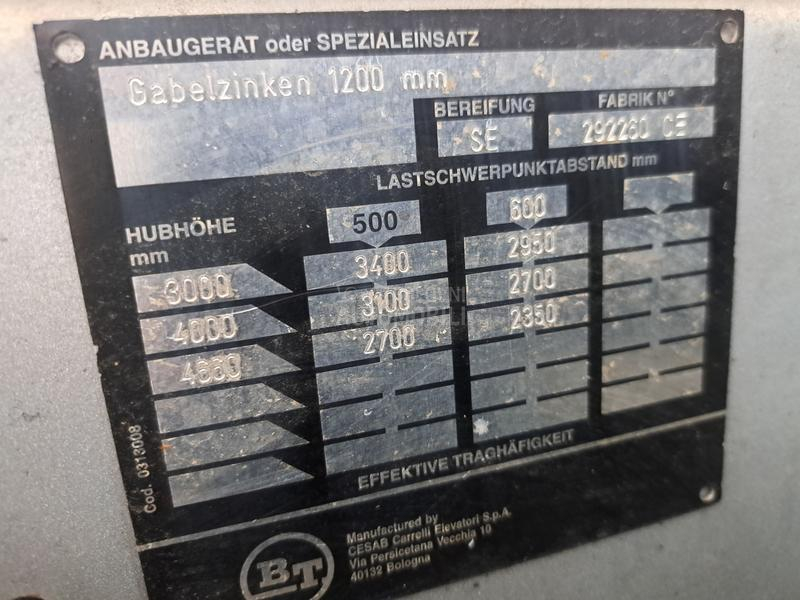 ANBAUGERAT oder SPEZIALEINSATZ
Gabelzinken 1200 mm
BEREIFUNG
FABRIK N°
SE
292260 CE
LASTSCHWERPUNKTABSTAND mm
HUBHÖHE
mm
500
600
3000
3400
2950
4000
3100
2700
2700
2350
EFFEKTIVE TRAGHÄFIGKEIT
Cod. 0313008
Manufactured by
CESAB Carrelli Elevatori S.p.A.
Via Persicetana Vecchia 10
40132 Bologna
BT